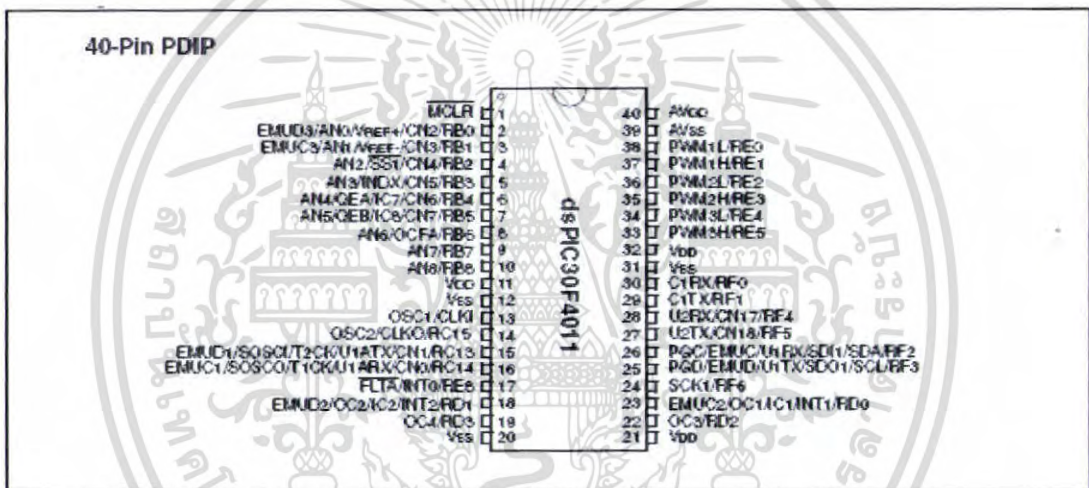 40-Pin PDIP
MCLR 1
EMUD3/AN0/VREF+/CN2/RB0 2
EMUC3/AN1/VREF-/CN3/RB1 3
AN2/SS1/CN4/RB2 4
AN3/INDX/CN5/RB3 5
AN4/QEA/IC7/CN6/RB4 6
AN5/QEB/IC8/CN7/RB5 7
AN6/OCFA/RB6 8
AN7/RB7 9
AN8/RB8 10
VDD 11
VSS 12
OSC1/CLKI 13
OSC2/CLKO/RC15 14
EMUD1/SOSCI/T2CK/U1ATX/CN1/RC13 15
EMUC1/SOSCO/T1CK/U1ARX/CN0/RC14 16
FLTA/INT0/RE8 17
EMUD2/OC2/IC2/INT2/RD1 18
OC4/RD3 19
VSS 20
dsPIC30F4011
40 AVDD
39 AVSS
38 PWM1L/RE0
37 PWM1H/RE1
36 PWM2L/RE2
35 PWM2H/RE3
34 PWM3L/RE4
33 PWM3H/RE5
32 VDD
31 VSS
30 C1RX/RF0
29 C1TX/RF1
28 U2RX/CN17/RF4
27 U2TX/CN18/RF5
26 PGC/EMUC/U1RX/SDI1/SDA/RF2
25 PGD/EMUD/U1TX/SDO1/SCL/RF3
24 SCK1/RF6
23 EMUC2/OC1/IC1/INT1/RD0
22 OC3/RD2
21 VDD